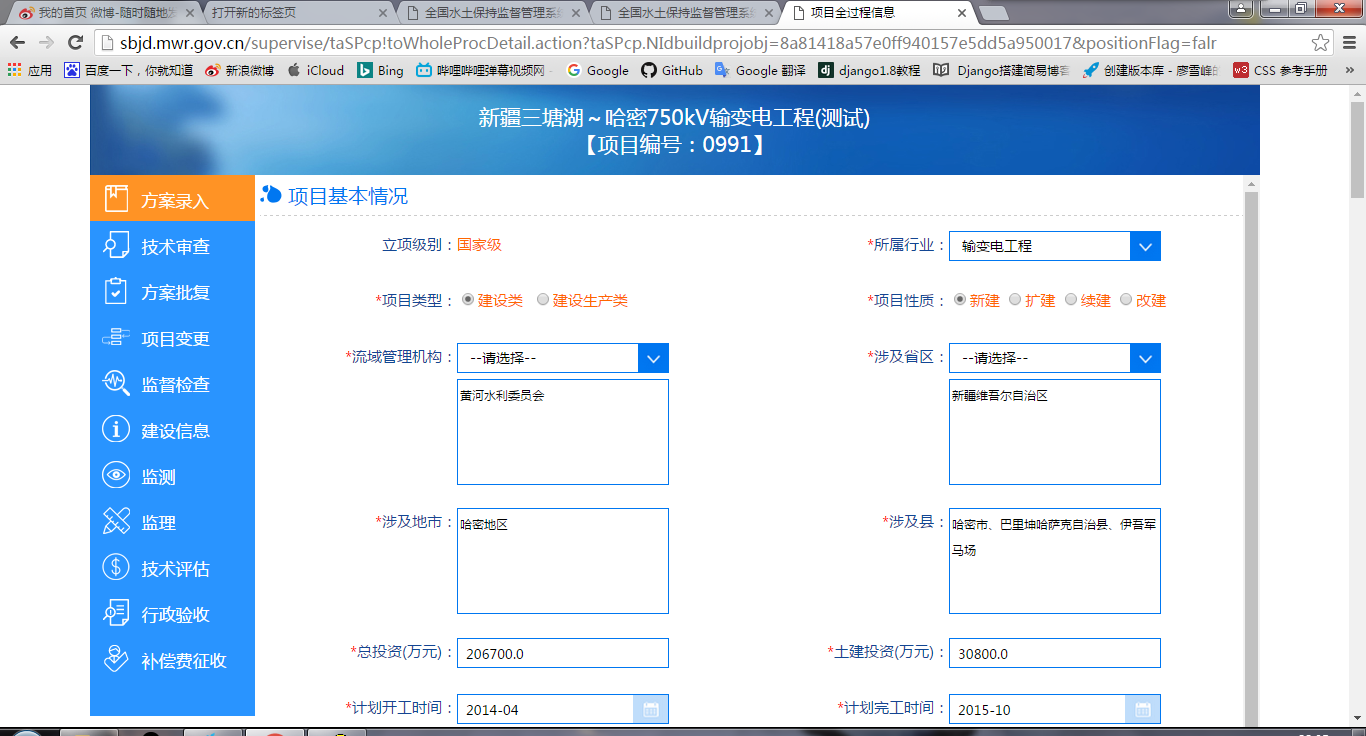 我的首页 微博-随时随地发
打开新的标签页
全国水土保持监督管理系统
全国水土保持监督管理系统
项目全过程信息
sbjd.mwr.gov.cn/supervise/taSPcp!toWholeProcDetail.action?taSPcp.NIdbuildprojobj=8a81418a57e0ff940157e5dd5a950017&positionFlag=falr
应用 百度一下，你就知道 新浪微博 iCloud Bing 哔哩哔哩弹幕视频网 Google GitHub Google 翻译 django1.8教程 Django搭建简易博客 创建版本库 - 廖雪峰的 CSS 参考手册 »
新疆三塘湖～哈密750kV输变电工程(测试)
【项目编号：0991】
方案录入
技术审查
方案批复
项目变更
监督检查
建设信息
监测
监理
技术评估
行政验收
补偿费征收
项目基本情况
立项级别：国家级
*所属行业： 输变电工程
*项目类型： 建设类 建设生产类
*项目性质： 新建 扩建 续建 改建
*流域管理机构： --请选择--
黄河水利委员会
*涉及省区： --请选择--
新疆维吾尔自治区
*涉及地市： 哈密地区
*涉及县： 哈密市、巴里坤哈萨克自治县、伊吾军
马场
*总投资(万元)： 206700.0
*土建投资(万元)： 30800.0
*计划开工时间： 2014-04
*计划完工时间： 2015-10